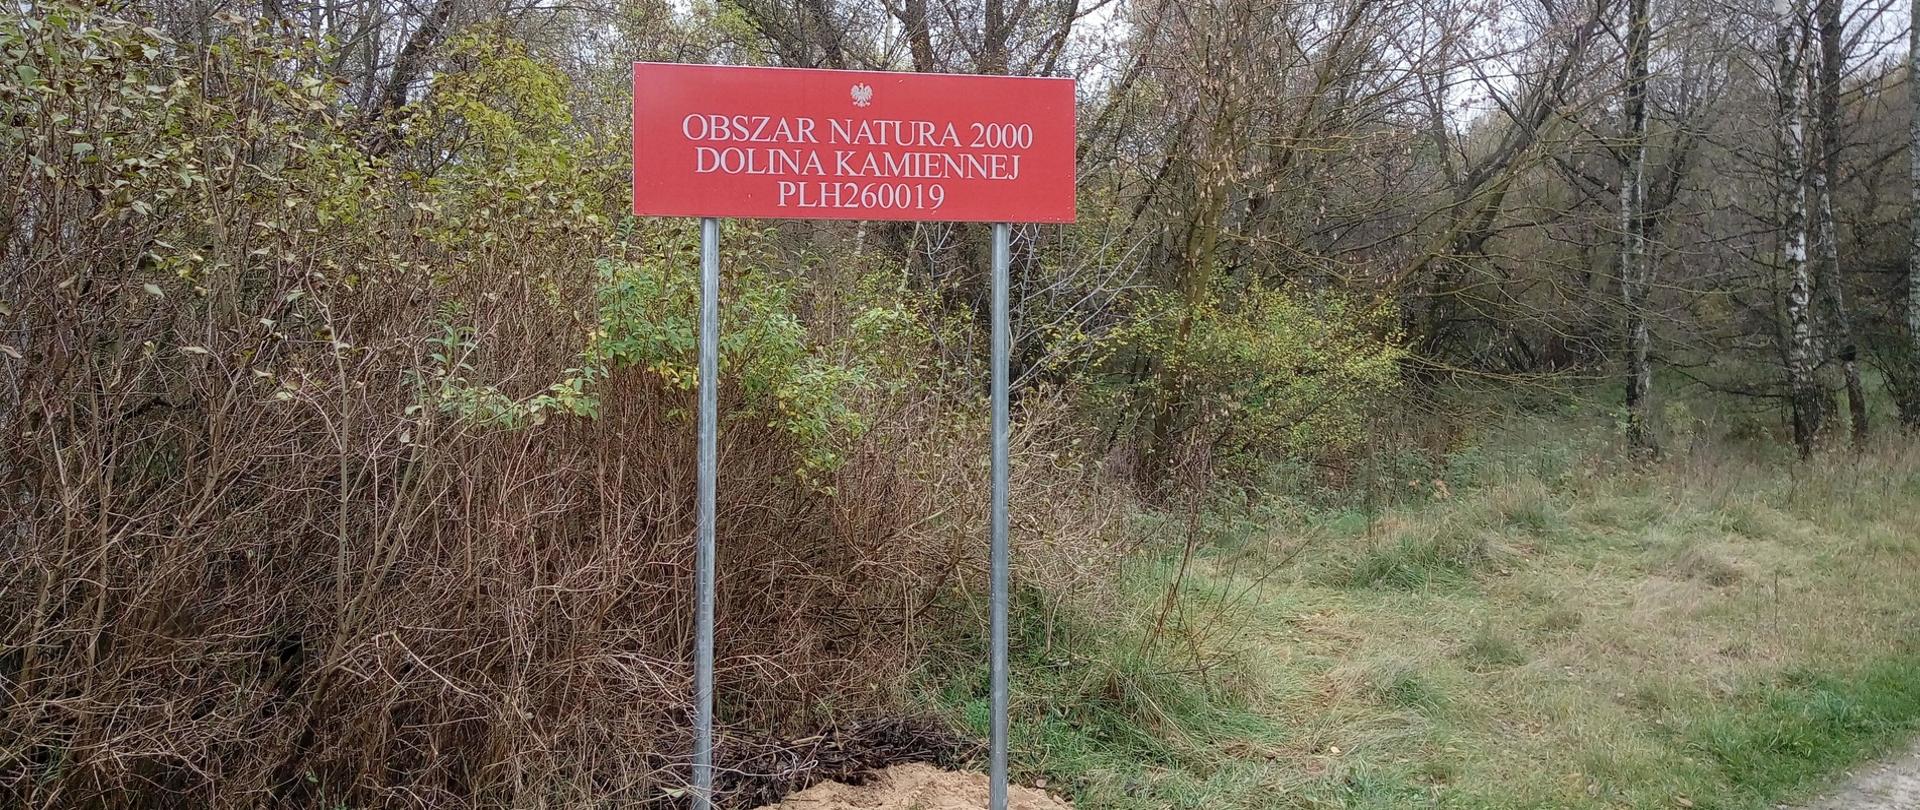 OBSZAR NATURA 2000
DOLINA KAMIENNEJ
PLH260019